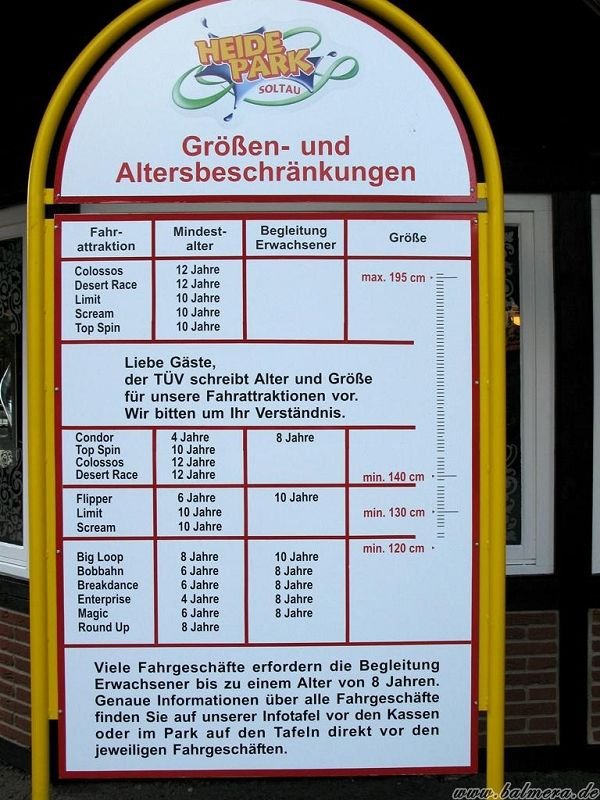 HEIDE
PARK
SOLTAU
Größen- und
Altersbeschränkungen
Fahr-
attraktion
Mindest-
alter
Begleitung
Erwachsener
Größe
Colossos 12 Jahre
Desert Race 12 Jahre
Limit 10 Jahre
Scream 10 Jahre
Top Spin 10 Jahre
max. 195 cm
Liebe Gäste,
der TÜV schreibt Alter und Größe
für unsere Fahrattraktionen vor.
Wir bitten um Ihr Verständnis.
Condor 4 Jahre 8 Jahre
Top Spin 10 Jahre
Colossos 12 Jahre
Desert Race 12 Jahre
min. 140 cm
Flipper 6 Jahre 10 Jahre
Limit 10 Jahre min. 130 cm
Scream 10 Jahre
min. 120 cm
Big Loop 8 Jahre 10 Jahre
Bobbahn 6 Jahre 8 Jahre
Breakdance 6 Jahre 8 Jahre
Enterprise 4 Jahre 8 Jahre
Magic 6 Jahre 8 Jahre
Round Up 8 Jahre
Viele Fahrgeschäfte erfordern die Begleitung
Erwachsener bis zu einem Alter von 8 Jahren.
Genaue Informationen über alle Fahrgeschäfte
finden Sie auf unserer Infotafel vor den Kassen
oder im Park auf den Tafeln direkt vor den
jeweiligen Fahrgeschäften.
www.balmera.de